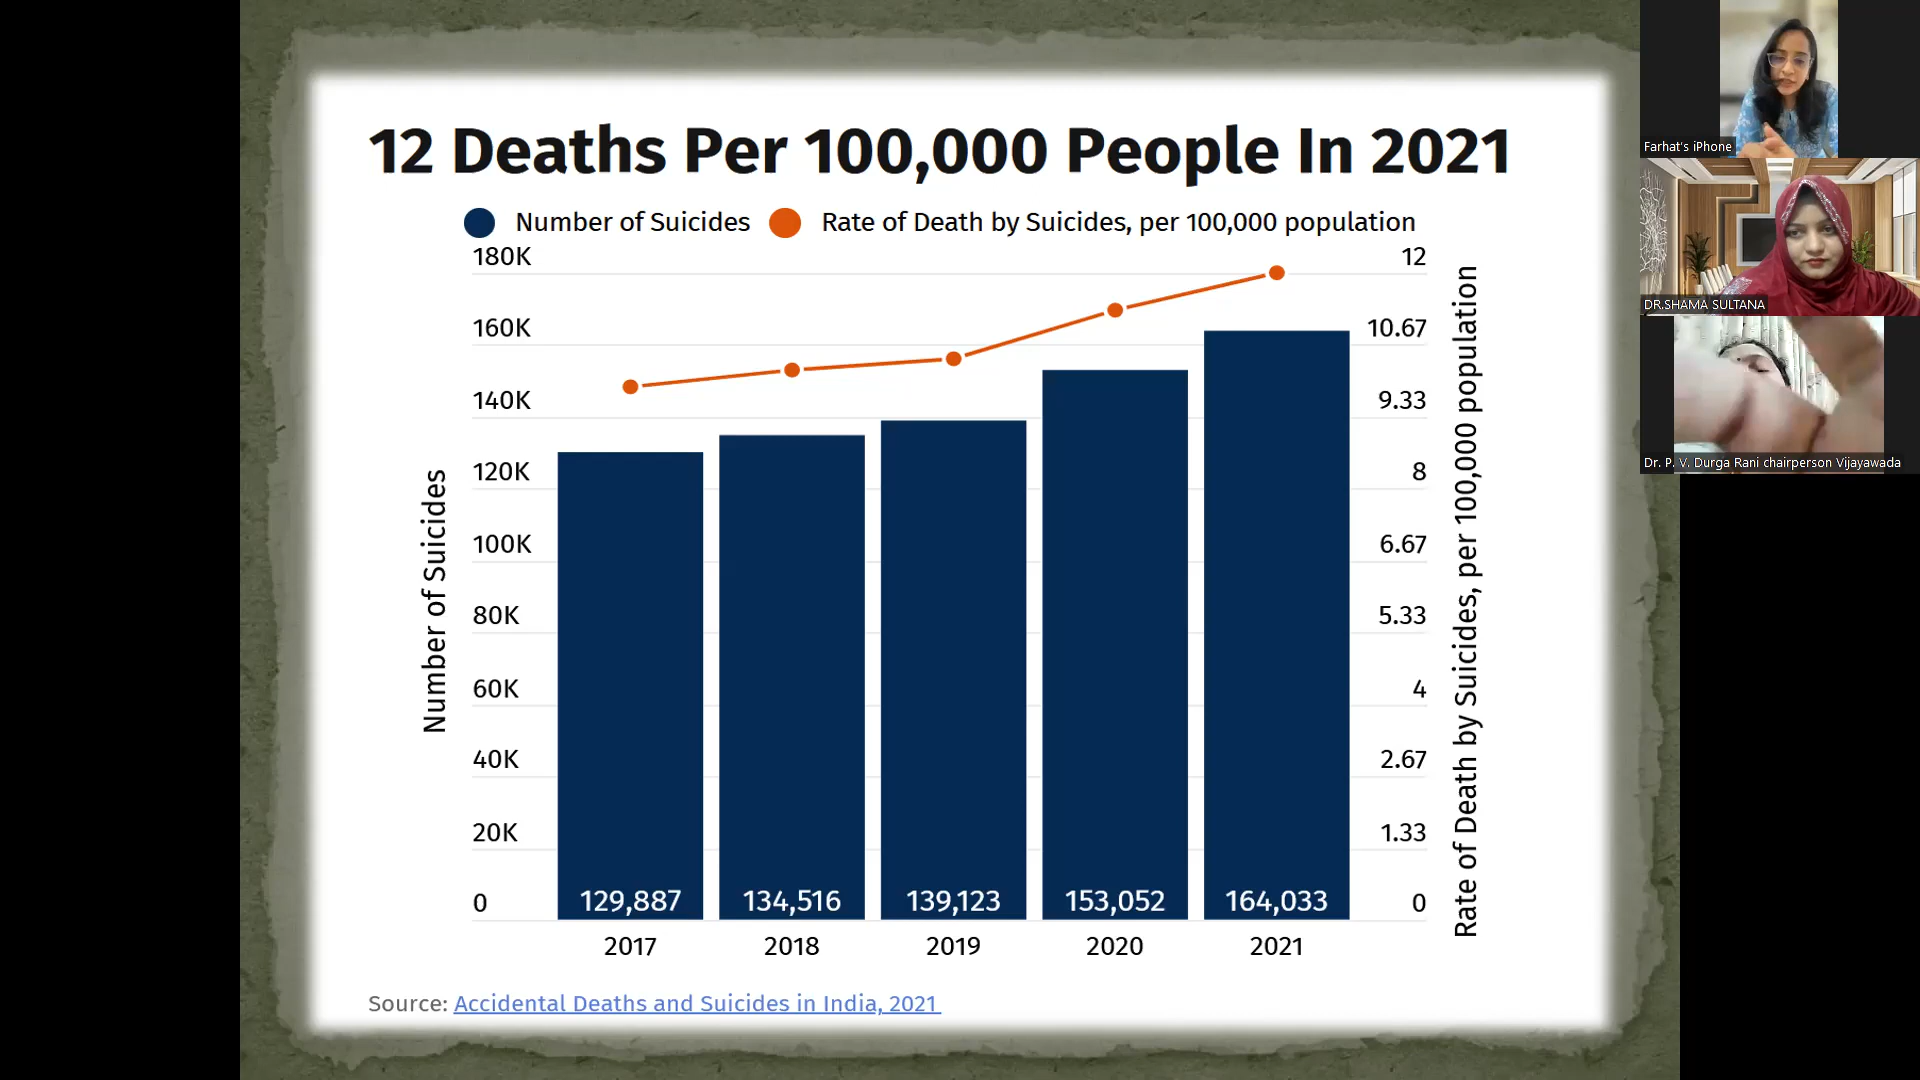 12 Deaths Per 100,000 People In 2021
Number of Suicides
Rate of Death by Suicides, per 100,000 population
180K
160K
140K
120K
100K
80K
60K
40K
20K
0
Number of Suicides
12
10.67
9.33
8
6.67
5.33
4
2.67
1.33
0
Rate of Death by Suicides, per 100,000 population
129,887
134,516
139,123
153,052
164,033
2017
2018
2019
2020
2021
Source: Accidental Deaths and Suicides in India, 2021
Farhat's iPhone
DR.SHAMA SULTANA
Dr. P. V. Durga Rani chairperson Vijayawada